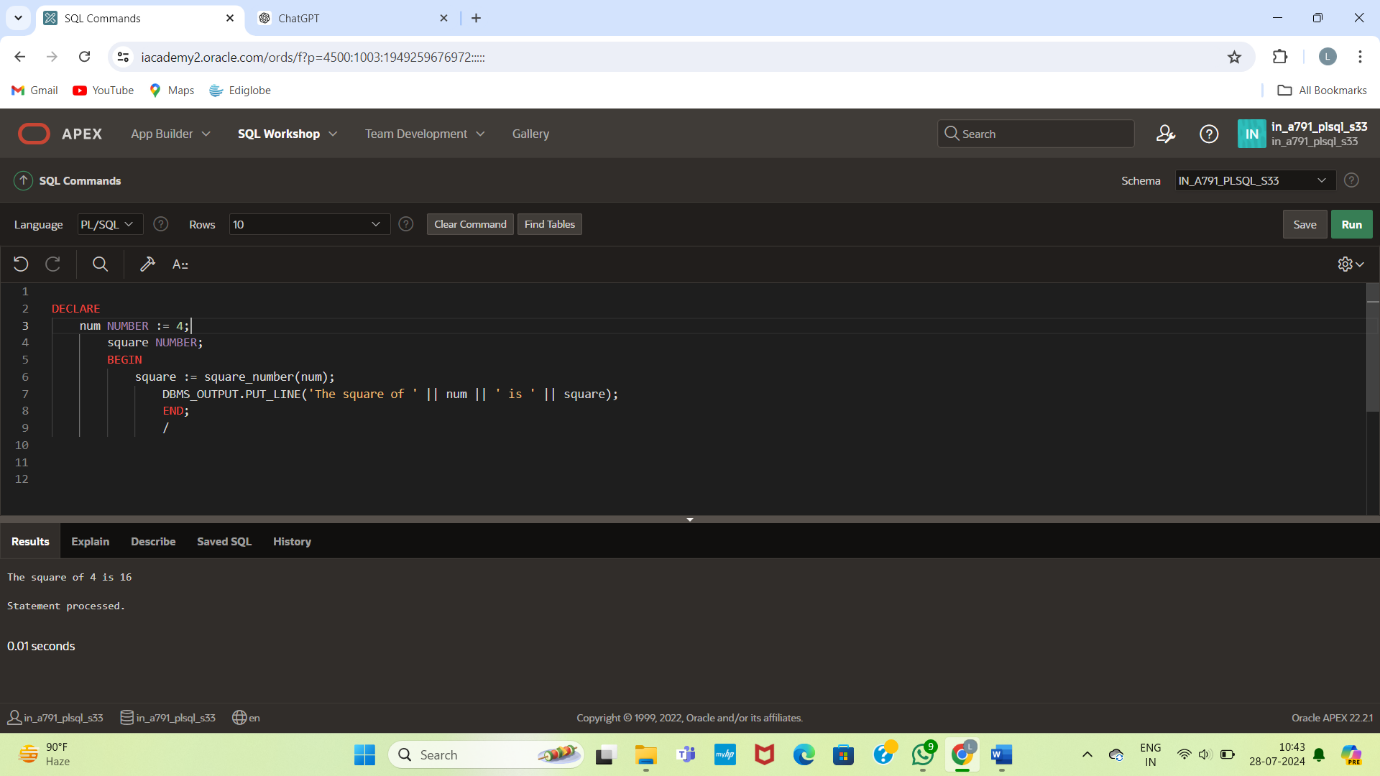 SQL Commands
ChatGPT
iacademy2.oracle.com/ords/f?p=4500:1003:1949259676972:::::
L
Gmail
YouTube
Maps
Ediglobe
All Bookmarks
APEX
App Builder
SQL Workshop
Team Development
Gallery
Search
IN
in_a791_plsql_s33
in_a791_plsql_s33
SQL Commands
Schema
IN_A791_PLSQL_S33
Language
PL/SQL
Rows
10
Clear Command
Find Tables
Save
Run
A::
1
2 DECLARE
3 num NUMBER := 4;
4 square NUMBER;
5 BEGIN
6 square := square_number(num);
7 DBMS_OUTPUT.PUT_LINE('The square of ' || num || ' is ' || square);
8 END;
9 /
10
11
12
Results
Explain
Describe
Saved SQL
History
The square of 4 is 16
Statement processed.
0.01 seconds
in_a791_plsql_s33
in_a791_plsql_s33
en
Copyright © 1999, 2022, Oracle and/or its affiliates.
Oracle APEX 22.2.1
90°F
Haze
Search
myhp
9
L
W
ENG
IN
10:43
28-07-2024
PRE